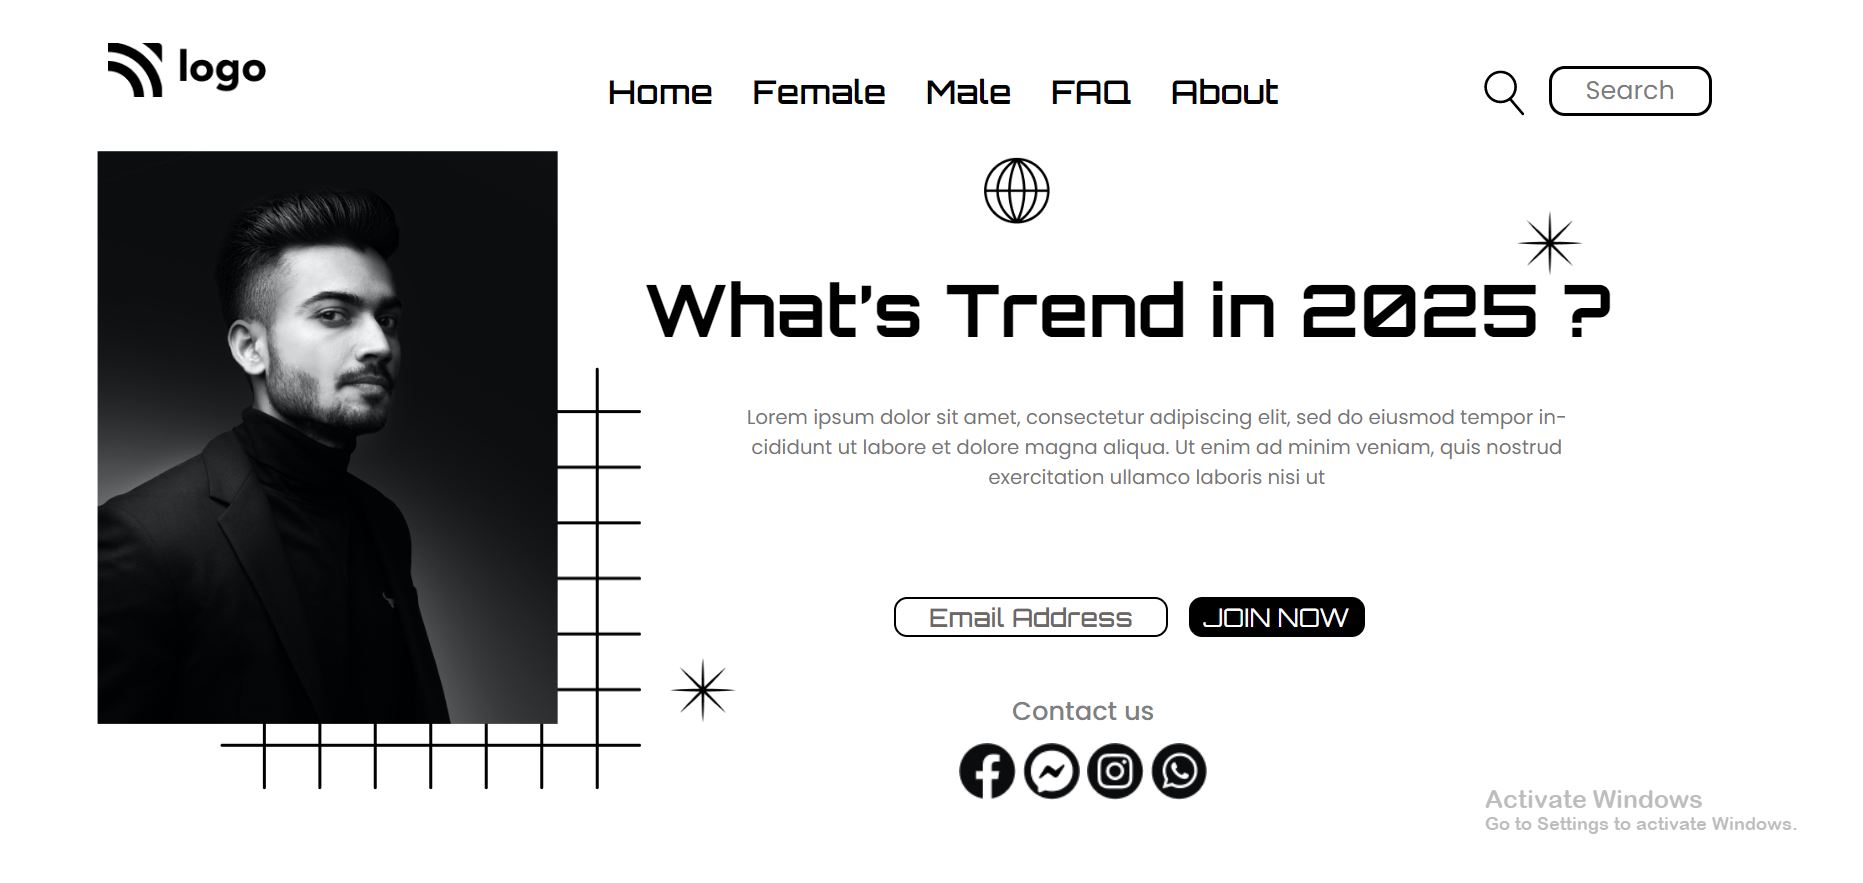 logo
Home Female Male FAQ About
Search
What's Trend in 2025 ?
Lorem ipsum dolor sit amet, consectetur adipiscing elit, sed do eiusmod tempor in-
cididunt ut labore et dolore magna aliqua. Ut enim ad minim veniam, quis nostrud
exercitation ullamco laboris nisi ut
Email Address JOIN NOW
Contact us
Activate Windows
Go to Settings to activate Windows.